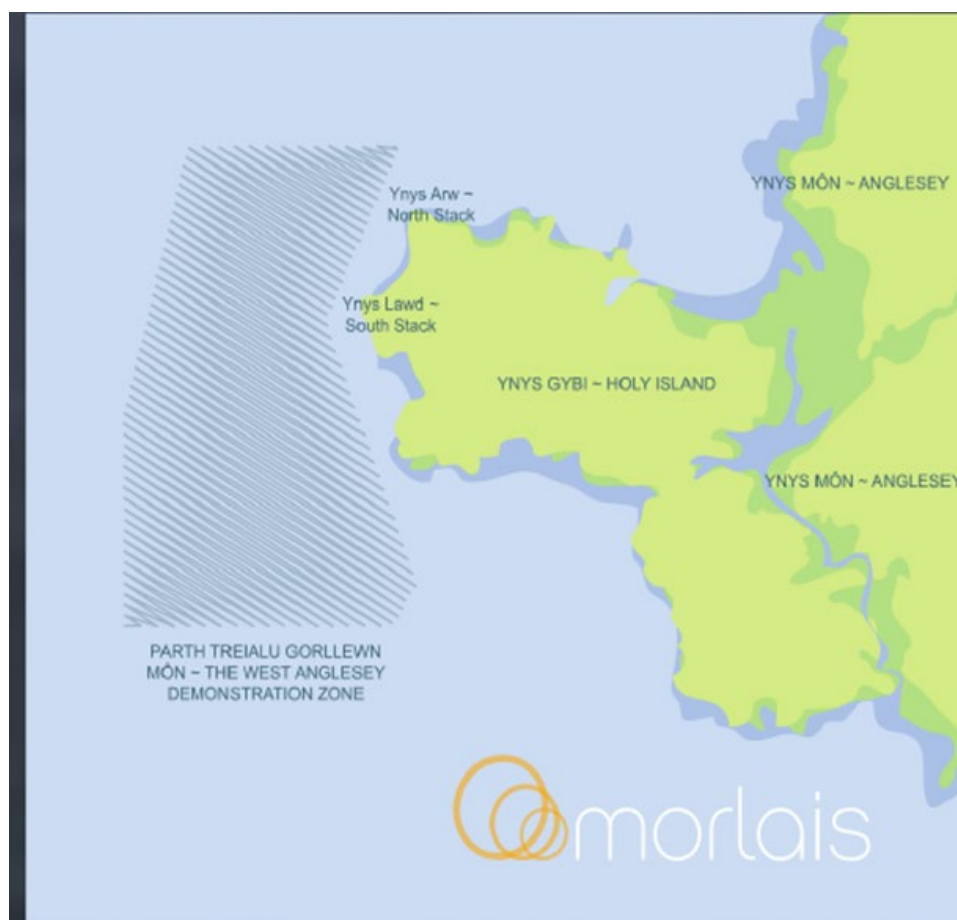 YNYS MÔN ~ ANGLESEY
Ynys Arw ~
North Stack
Ynys Lawd ~
South Stack
YNYS GYBI ~ HOLY ISLAND
YNYS MÔN ~ ANGLESEY
PARTH TREIALU GORLLEWN
MÔN ~ THE WEST ANGLESEY
DEMONSTRATION ZONE
morlais